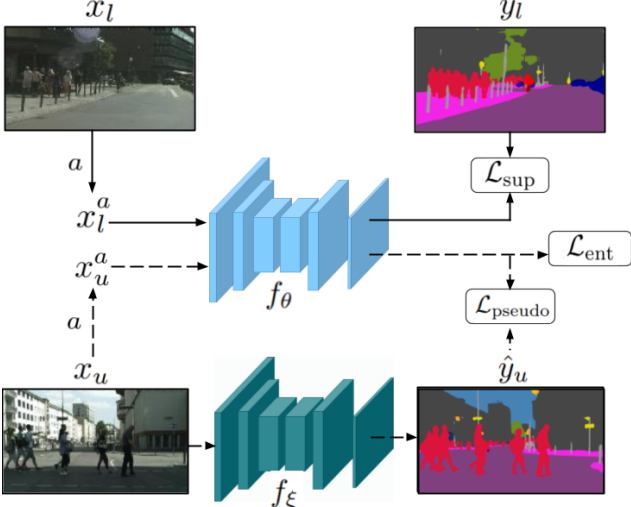 x_l
y_l
a
ℒ_sup
x_l^a
x_u^a
ℒ_ent
f_θ
a
ℒ_pseudo
x_u
ŷ_u
f_ξ